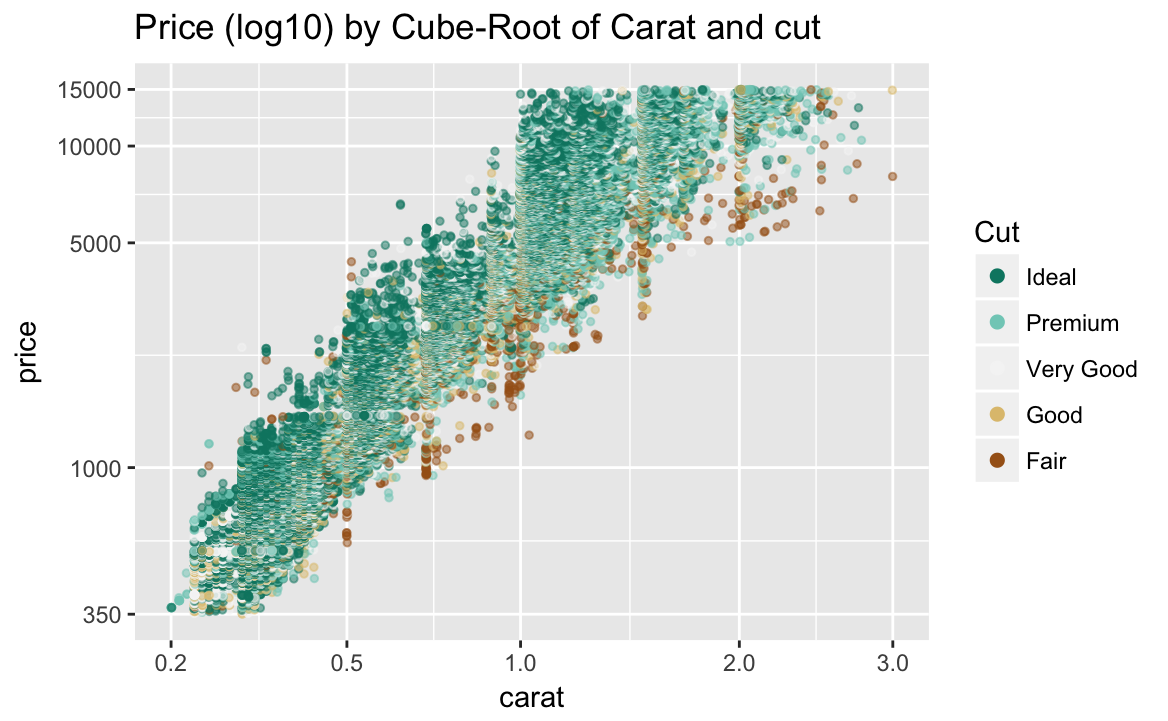 Price (log10) by Cube-Root of Carat and cut
15000
10000
5000
1000
350
price
0.2 0.5 1.0 2.0 3.0
carat
Cut
Ideal
Premium
Very Good
Good
Fair